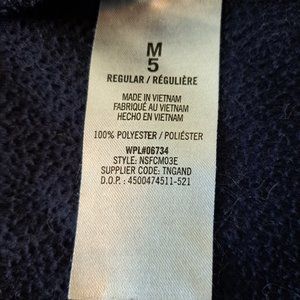 M
5
REGULAR / RÉGULIÈRE
MADE IN VIETNAM
FABRIQUÉ AU VIETNAM
HECHO EN VIETNAM
100% POLYESTER / POLIÉSTER
WPL#06734
STYLE: NSFCM03E
SUPPLIER CODE: TNGAND
D.O.P. : 4500474511-521